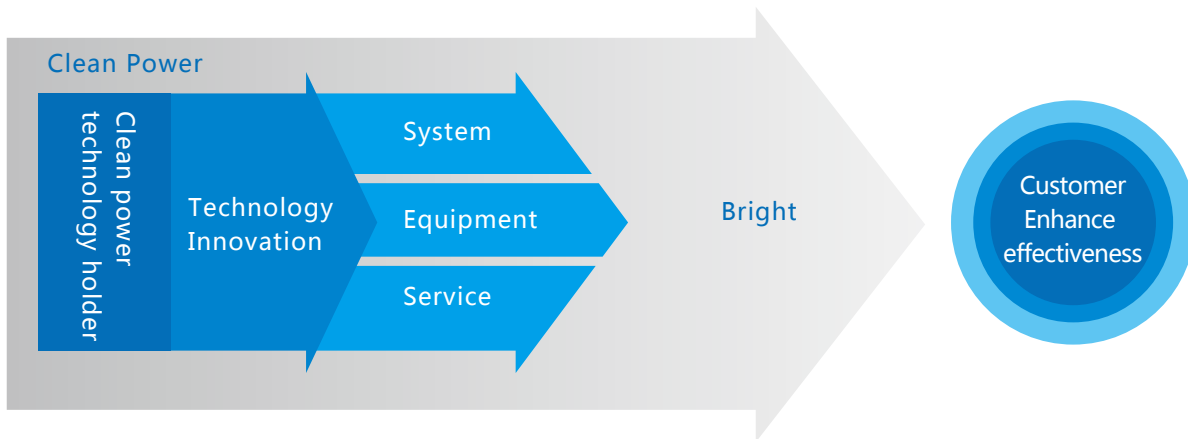 Clean Power
Clean power
technology holder
Technology
Innovation
System
Equipment
Service
Bright
Customer
Enhance
effectiveness